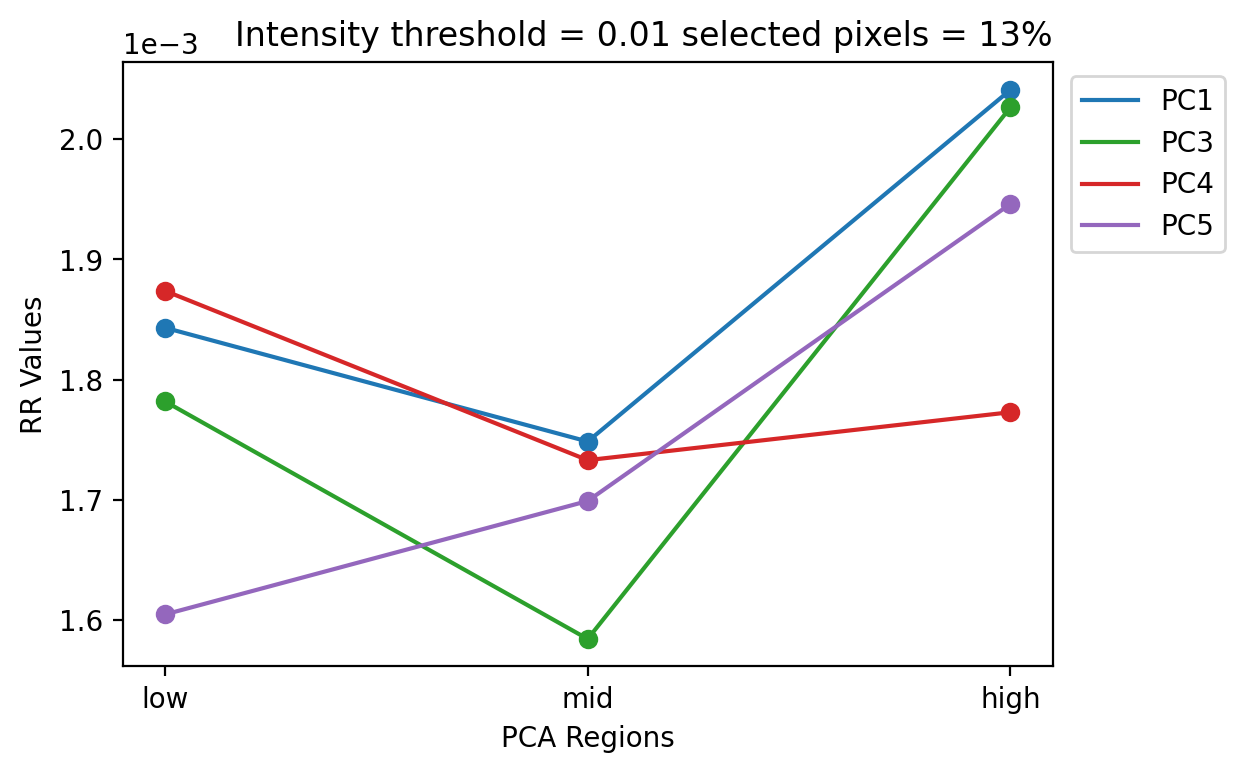 1e−3
Intensity threshold = 0.01 selected pixels = 13%
PC1
PC3
PC4
PC5
2.0
1.9
1.8
1.7
1.6
RR Values
low
mid
high
PCA Regions